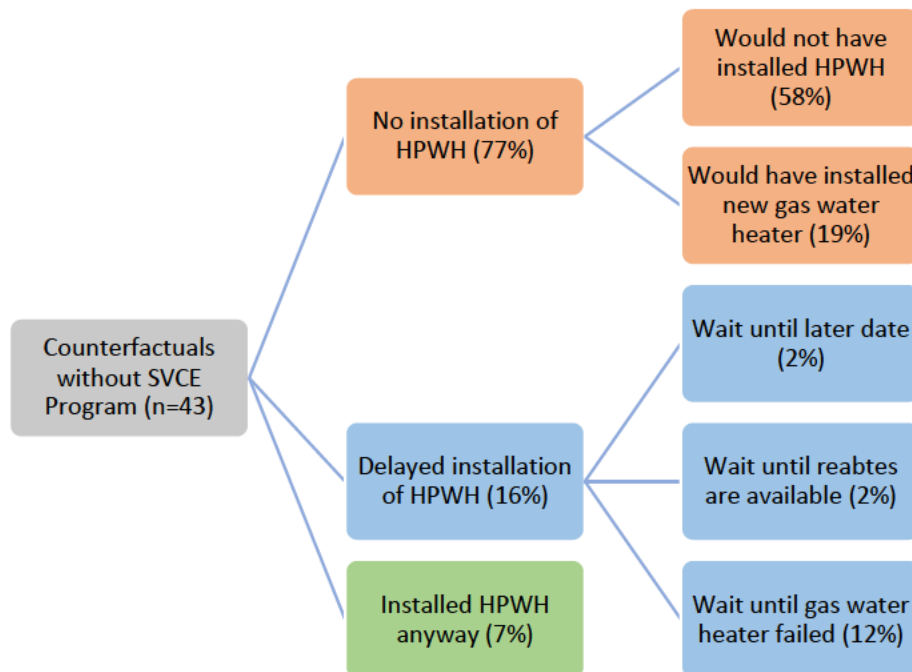 Counterfactuals
without SVCE
Program (n=43)
No installation of
HPWH (77%)
Would not have
installed HPWH
(58%)
Would have installed
new gas water
heater (19%)
Delayed installation
of HPWH (16%)
Wait until later date
(2%)
Wait until reabtes
are available (2%)
Wait until gas water
heater failed (12%)
Installed HPWH
anyway (7%)